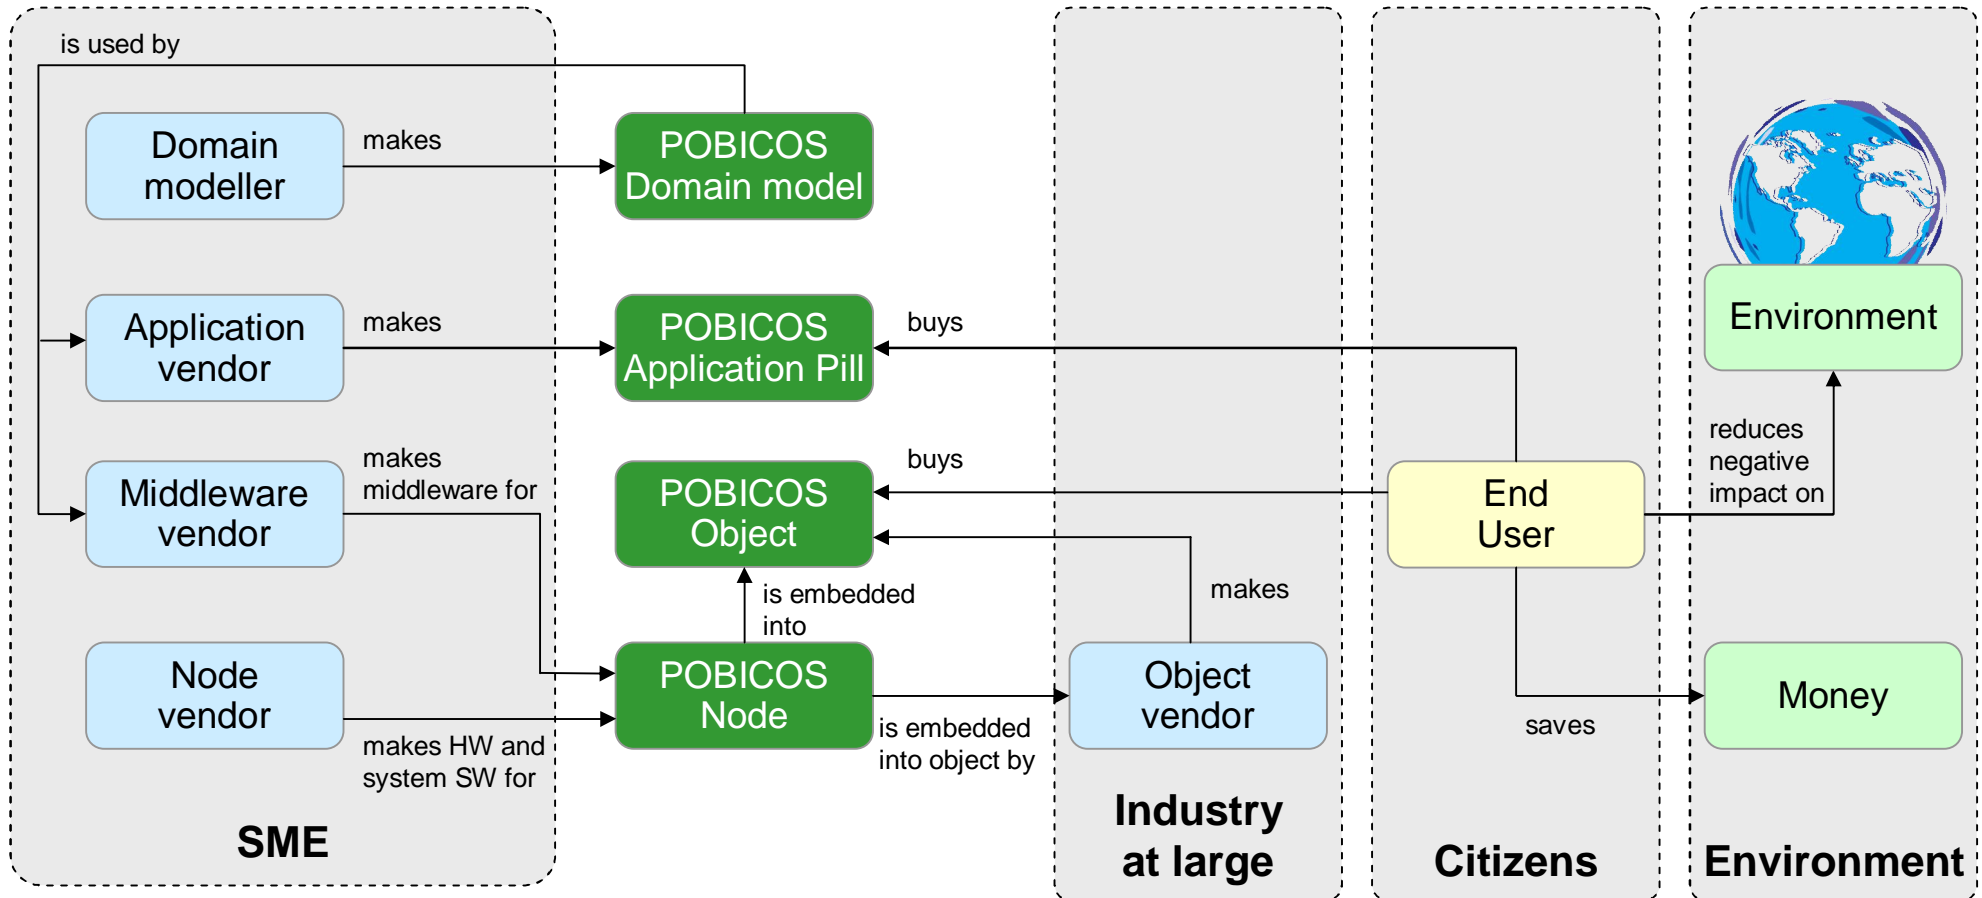 is used by
Domain
modeller
makes
POBICOS
Domain model
Application
vendor
makes
POBICOS
Application Pill
buys
Environment
Middleware
vendor
makes
middleware for
POBICOS
Object
buys
End
User
reduces
negative
impact on
is embedded
into
makes
Node
vendor
makes HW and
system SW for
POBICOS
Node
is embedded
into object by
Object
vendor
saves
Money
SME
Industry
at large
Citizens
Environment